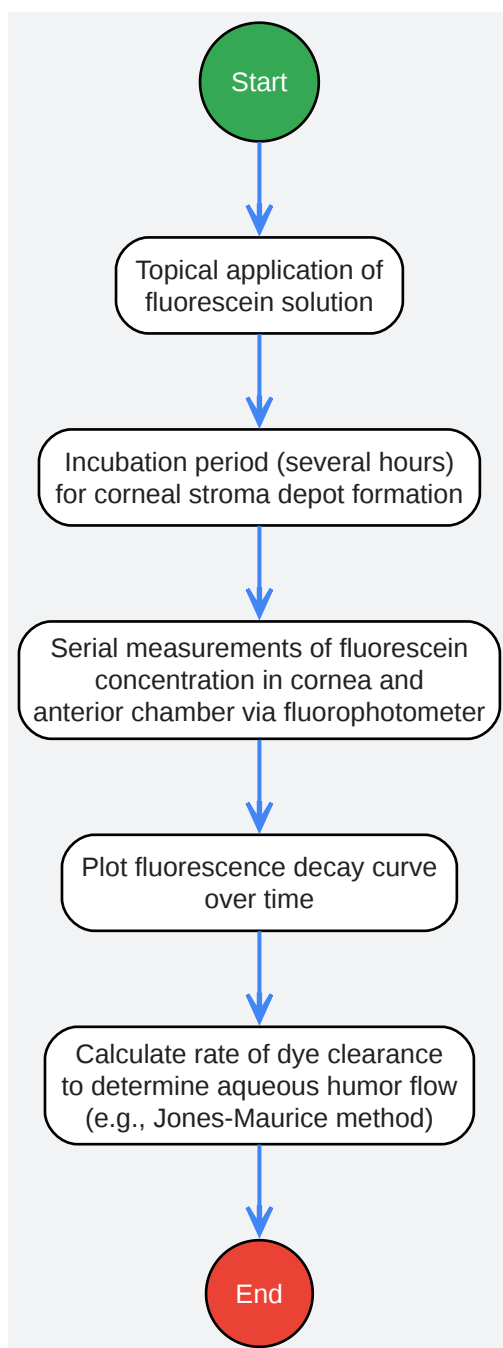 Start
Topical application of
fluorescein solution
Incubation period (several hours)
for corneal stroma depot formation
Serial measurements of fluorescein
concentration in cornea and
anterior chamber via fluorophotometer
Plot fluorescence decay curve
over time
Calculate rate of dye clearance
to determine aqueous humor flow
(e.g., Jones-Maurice method)
End